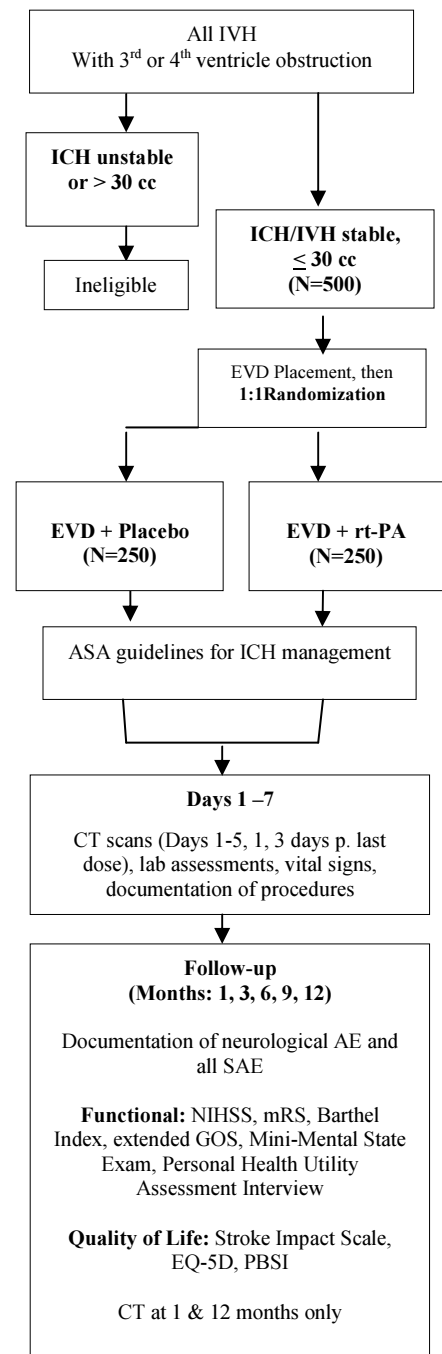 All IVH
With 3rd or 4th ventricle obstruction
ICH unstable
or > 30 cc
Ineligible
ICH/IVH stable,
≤ 30 cc
(N=500)
EVD Placement, then
1:1Randomization
EVD + Placebo
(N=250)
EVD + rt-PA
(N=250)
ASA guidelines for ICH management
Days 1 –7
CT scans (Days 1-5, 1, 3 days p. last
dose), lab assessments, vital signs,
documentation of procedures
Follow-up
(Months: 1, 3, 6, 9, 12)
Documentation of neurological AE and
all SAE
Functional: NIHSS, mRS, Barthel
Index, extended GOS, Mini-Mental State
Exam, Personal Health Utility
Assessment Interview
Quality of Life: Stroke Impact Scale,
EQ-5D, PBSI
CT at 1 & 12 months only